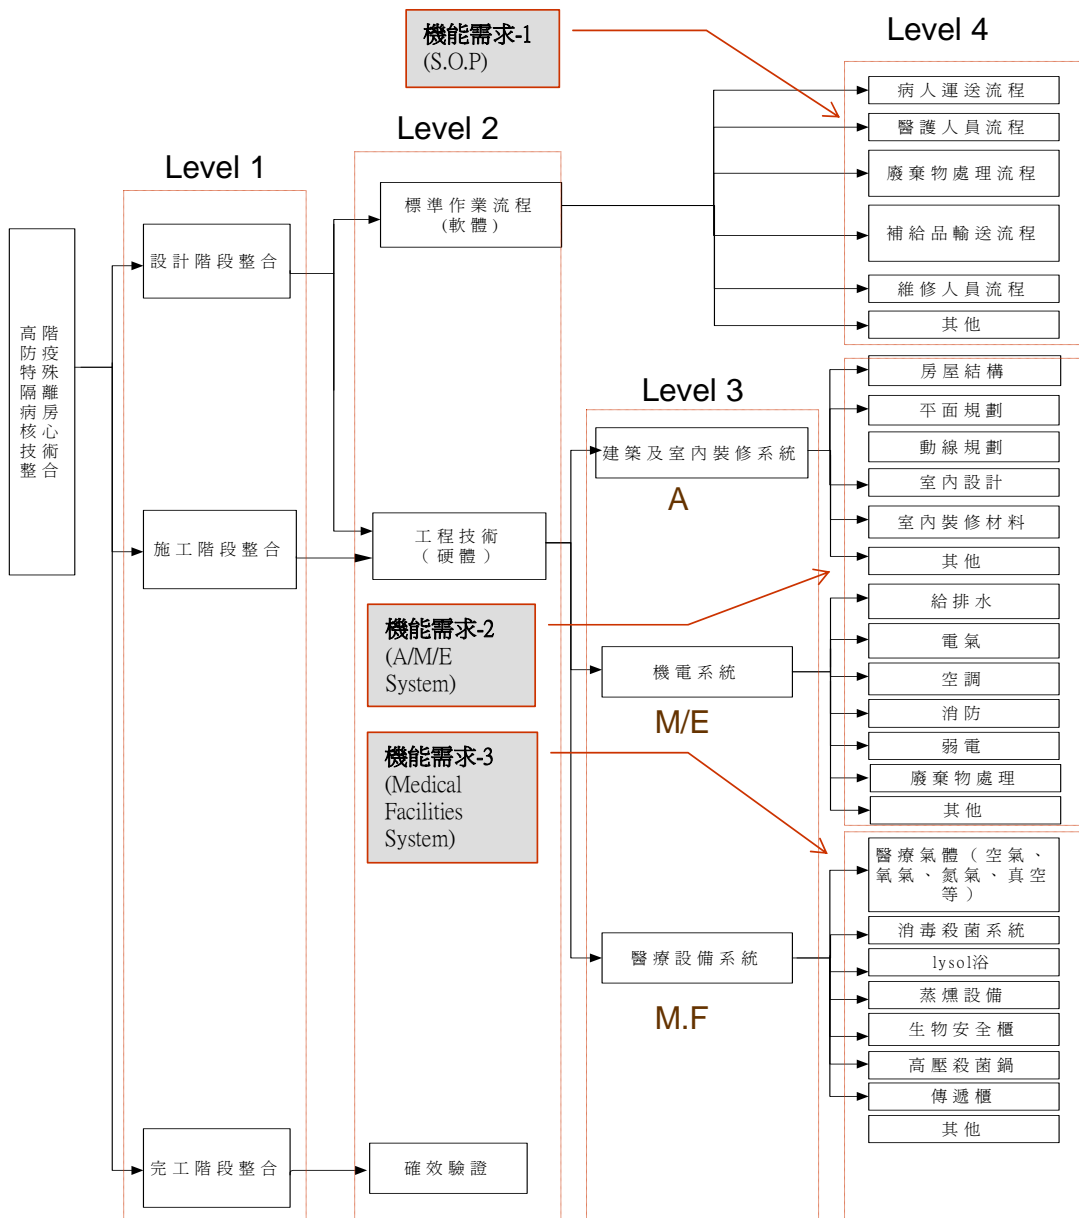 機能需求-1
(S.O.P)
Level 4
Level 2
Level 1
Level 3
高階
防疫
特殊
隔離
病房
核心
技術
整合
設計階段整合
施工階段整合
完工階段整合
標準作業流程
(軟體)
工程技術
(硬體)
確效驗證
機能需求-2
(A/M/E
System)
機能需求-3
(Medical
Facilities
System)
建築及室內裝修系統
A
機電系統
M/E
醫療設備系統
M.F
病人運送流程
醫護人員流程
廢棄物處理流程
補給品輸送流程
維修人員流程
其他
房屋結構
平面規劃
動線規劃
室內設計
室內裝修材料
其他
給排水
電氣
空調
消防
弱電
廢棄物處理
其他
醫療氣體(空氣、
氧氣、氮氣、真空
等)
消毒殺菌系統
lysol浴
蒸燻設備
生物安全櫃
高壓殺菌鍋
傳遞櫃
其他